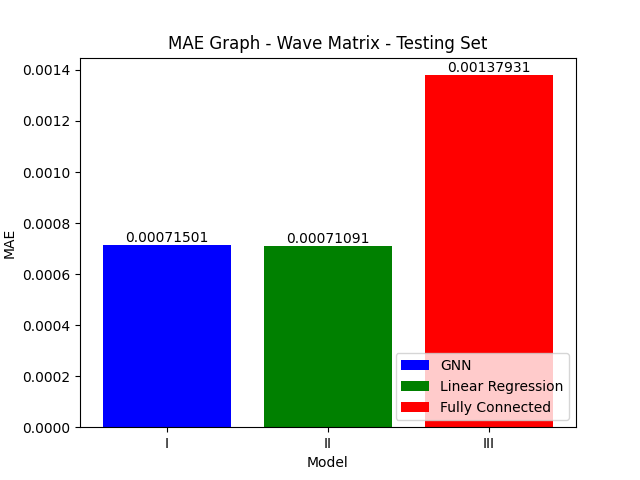 MAE Graph - Wave Matrix - Testing Set
0.0014
0.0012
0.0010
0.0008
0.0006
0.0004
0.0002
0.0000
MAE
0.00071501
0.00071091
0.00137931
GNN
Linear Regression
Fully Connected
I
II
III
Model